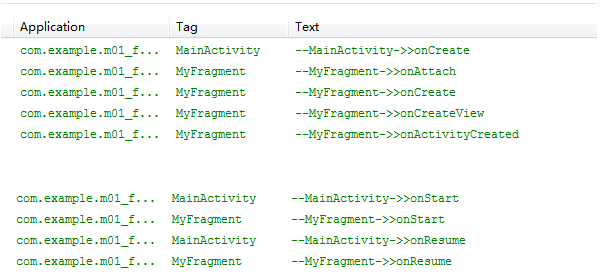 Application Tag Text
com.example.m01_f... MainActivity --MainActivity->>onCreate
com.example.m01_f... MyFragment --MyFragment->>onAttach
com.example.m01_f... MyFragment --MyFragment->>onCreate
com.example.m01_f... MyFragment --MyFragment->>onCreateView
com.example.m01_f... MyFragment --MyFragment->>onActivityCreated
com.example.m01_f... MainActivity --MainActivity->>onStart
com.example.m01_f... MyFragment --MyFragment->>onStart
com.example.m01_f... MainActivity --MainActivity->>onResume
com.example.m01_f... MyFragment --MyFragment->>onResume